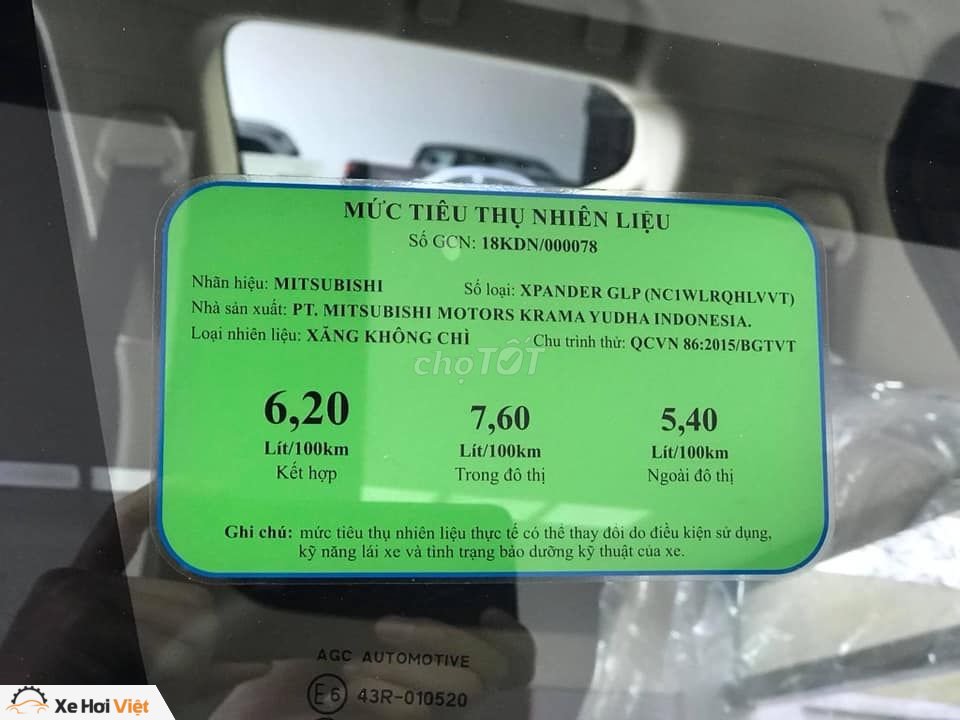 MỨC TIÊU THỤ NHIÊN LIỆU
Số GCN: 18KDN/000078
Nhãn hiệu: MITSUBISHI Số loại: XPANDER GLP (NC1WLRQHLVVT)
Nhà sản xuất: PT. MITSUBISHI MOTORS KRAMA YUDHA INDONESIA.
Loại nhiên liệu: XĂNG KHÔNG CHÌ Chu trình thử: QCVN 86:2015/BGTVT
chợTỐT
6,20 7,60 5,40
Lít/100km Lít/100km Lít/100km
Kết hợp Trong đô thị Ngoài đô thị
Ghi chú: mức tiêu thụ nhiên liệu thực tế có thể thay đổi do điều kiện sử dụng,
kỹ năng lái xe và tình trạng bảo dưỡng kỹ thuật của xe.
AGC AUTOMOTIVE
E6 43R-010520
Xe Hơi Việt